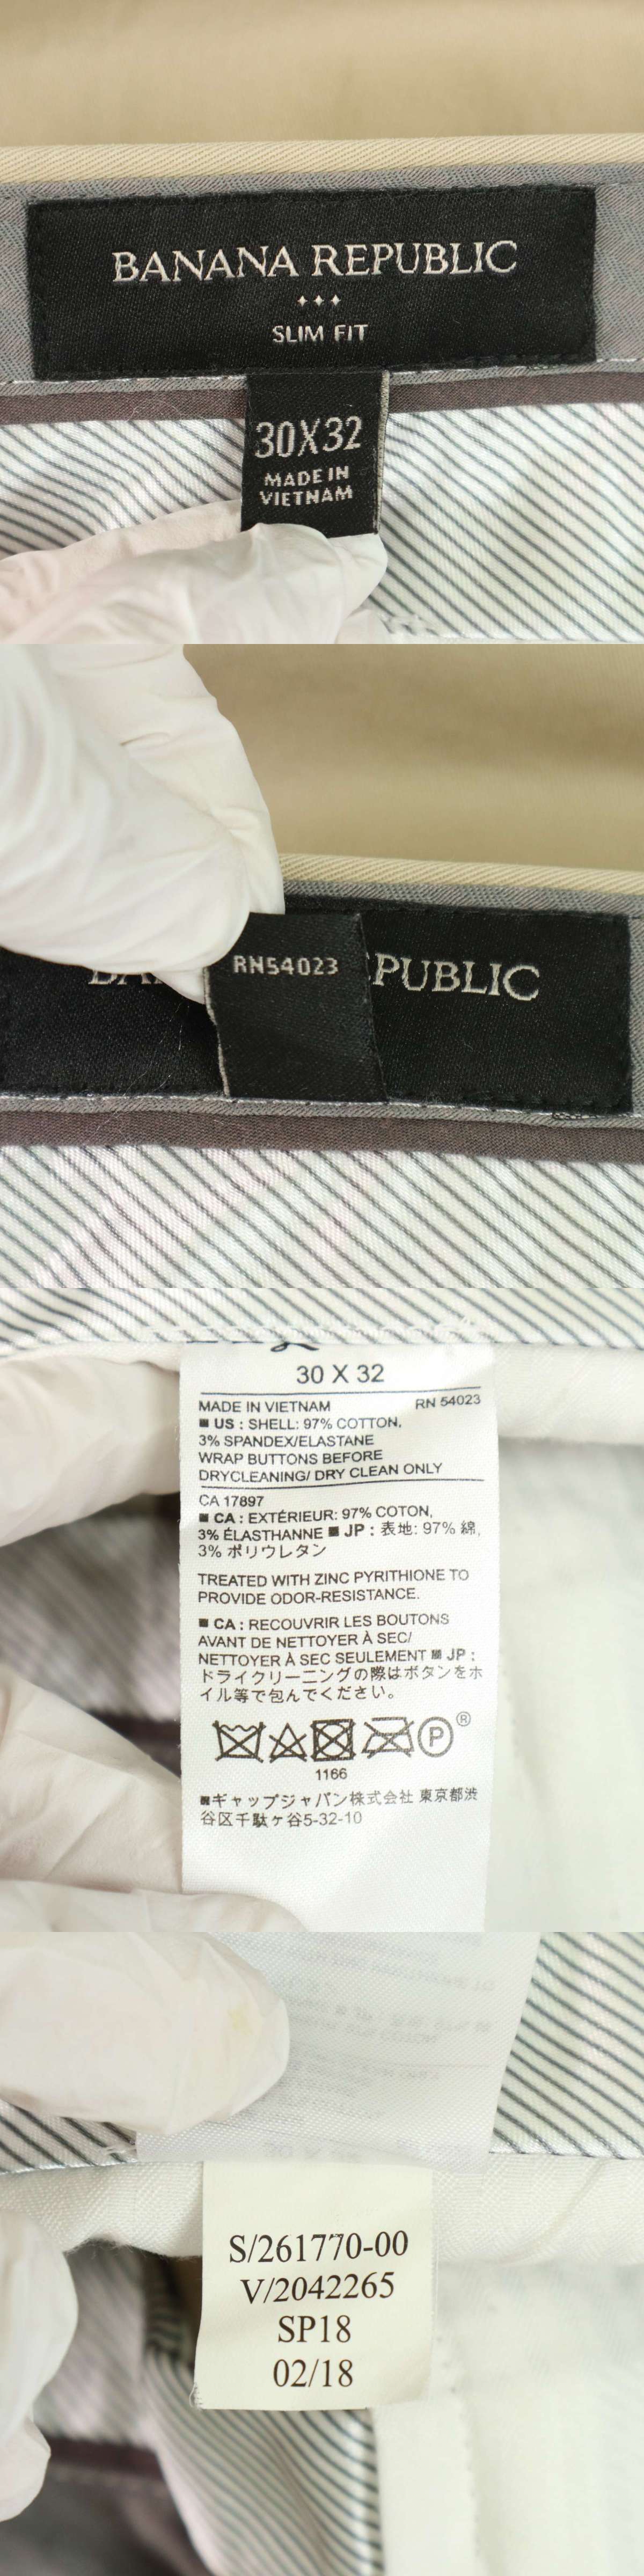 BANANA REPUBLIC
SLIM FIT
30X32
MADE IN
VIETNAM
RN54023
PUBLIC
30 X 32
MADE IN VIETNAM RN 54023
■ US : SHELL: 97% COTTON,
3% SPANDEX/ELASTANE
WRAP BUTTONS BEFORE
DRYCLEANING/ DRY CLEAN ONLY
CA 17897
■ CA : EXTÉRIEUR: 97% COTON,
3% ÉLASTHANNE ■ JP : 表地: 97% 綿,
3% ポリウレタン
TREATED WITH ZINC PYRITHIONE TO
PROVIDE ODOR-RESISTANCE.
■ CA : RECOUVRIR LES BOUTONS
AVANT DE NETTOYER À SEC/
NETTOYER À SEC SEULEMENT ■ JP :
ドライクリーニングの際はボタンをホ
イル等で包んでください。
P ®
1166
■ギャップジャパン株式会社 東京都渋
谷区千駄ヶ谷5-32-10
S/261770-00
V/2042265
SP18
02/18